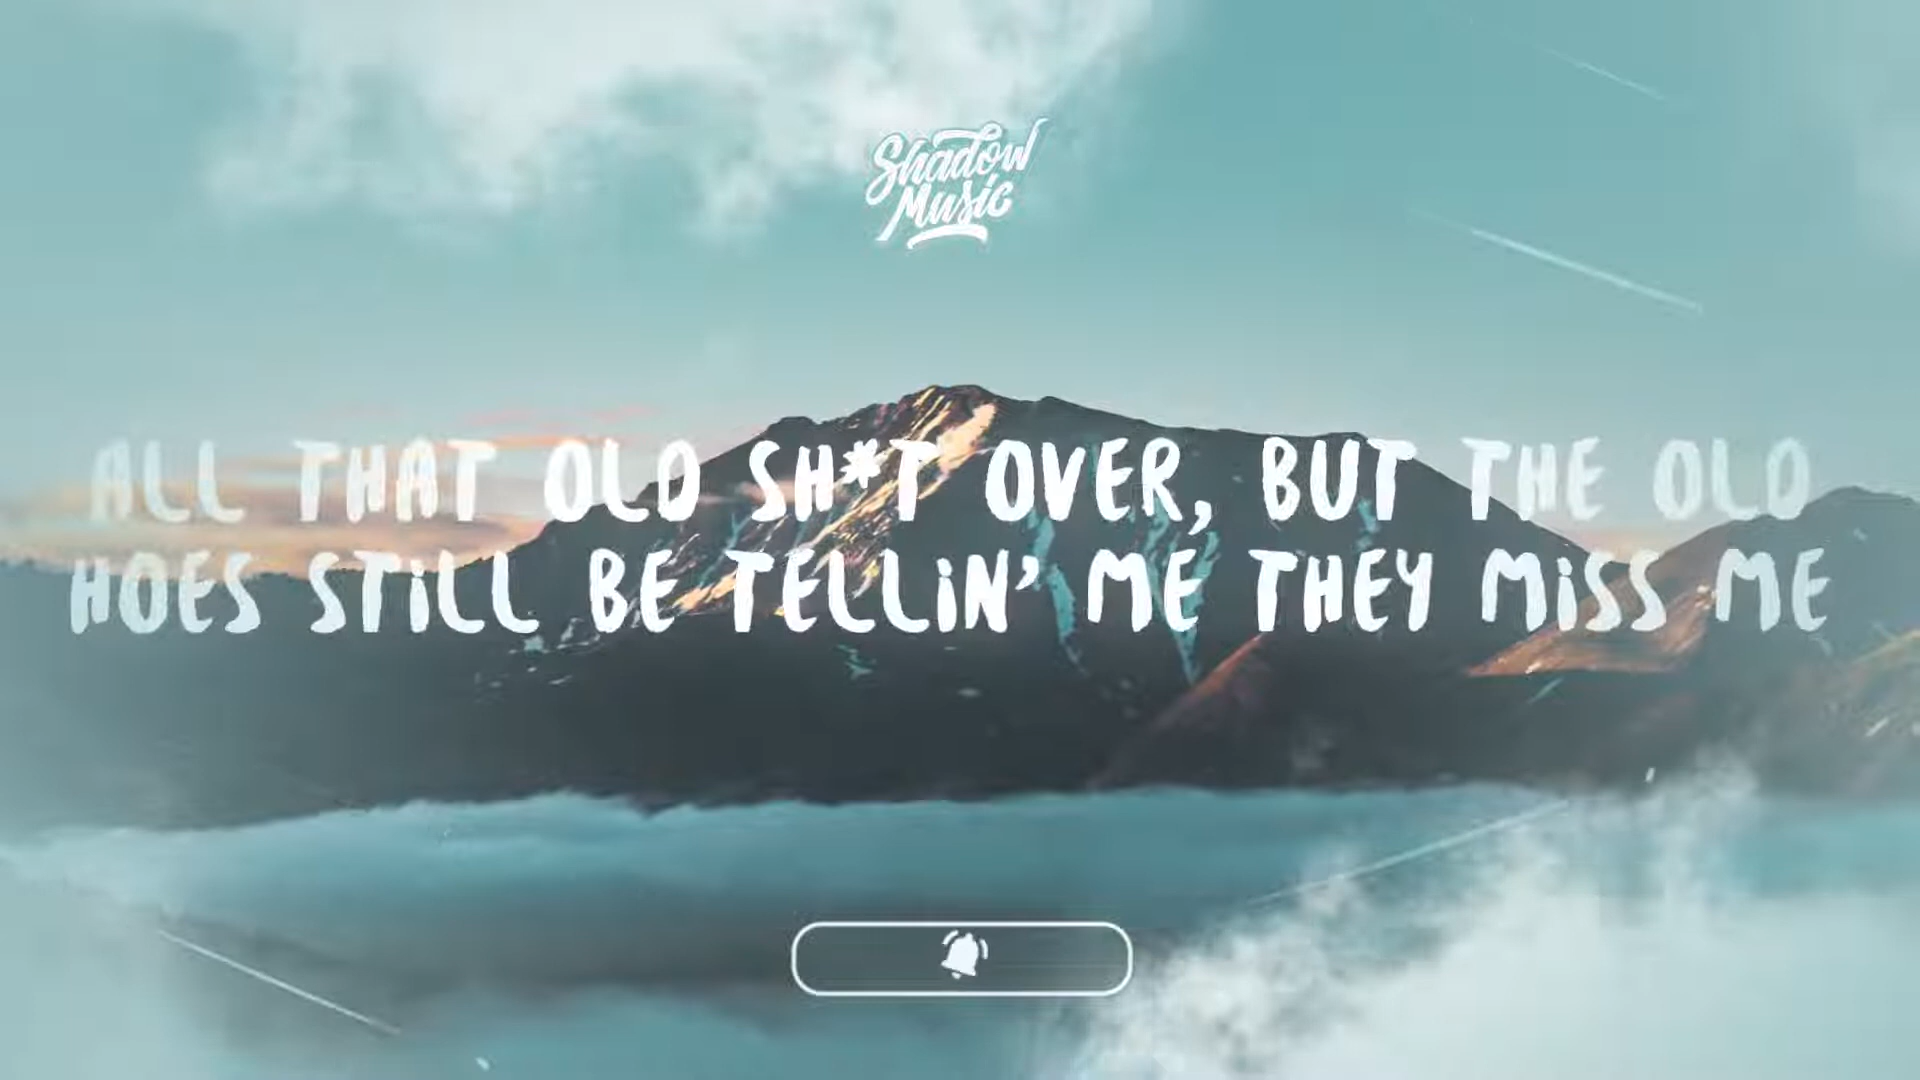 Shadow
Music
ALL THAT OLD SH*T OVER, BUT THE OLD
HOES STiLL BE TELLiN' ME THEY MiSS ME